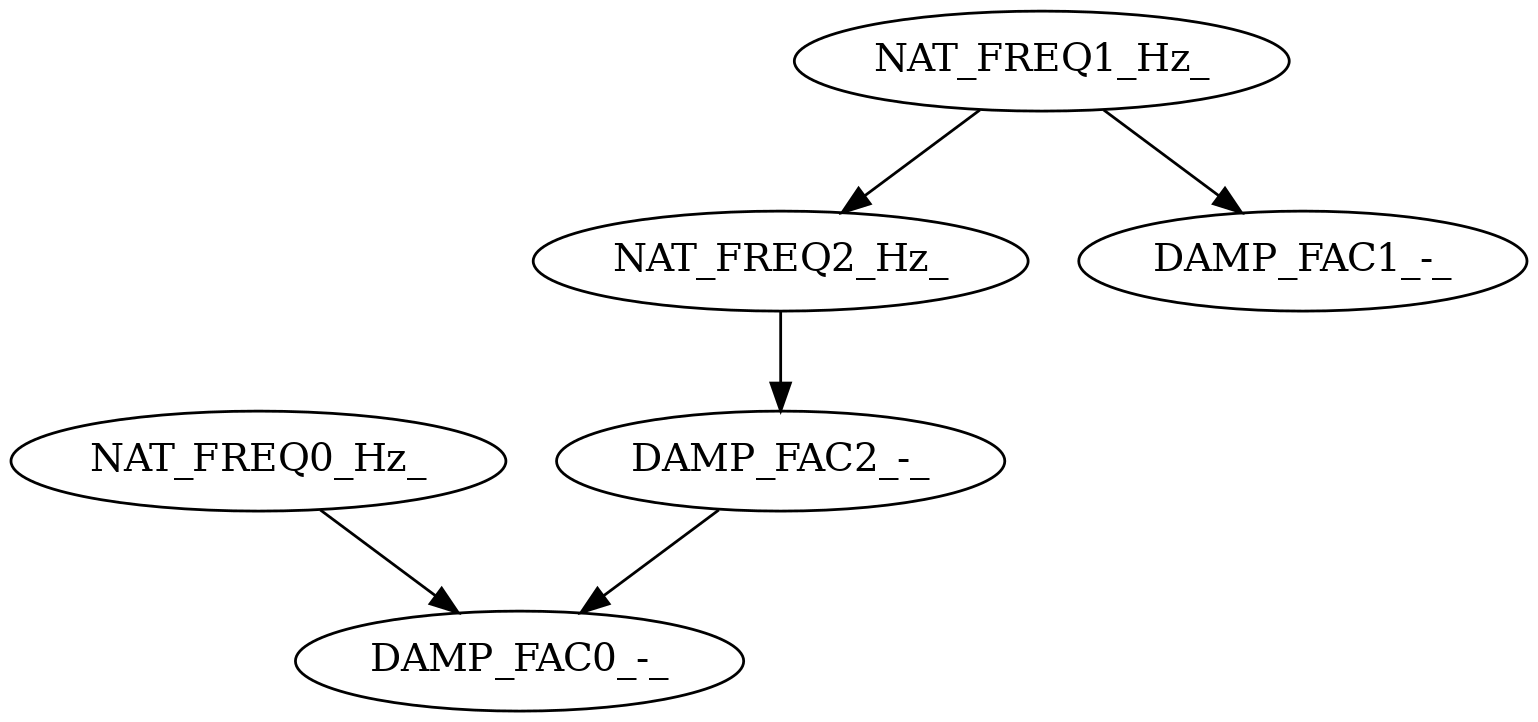 NAT_FREQ1_Hz_
NAT_FREQ2_Hz_
DAMP_FAC1_-_
NAT_FREQ0_Hz_
DAMP_FAC2_-_
DAMP_FAC0_-_